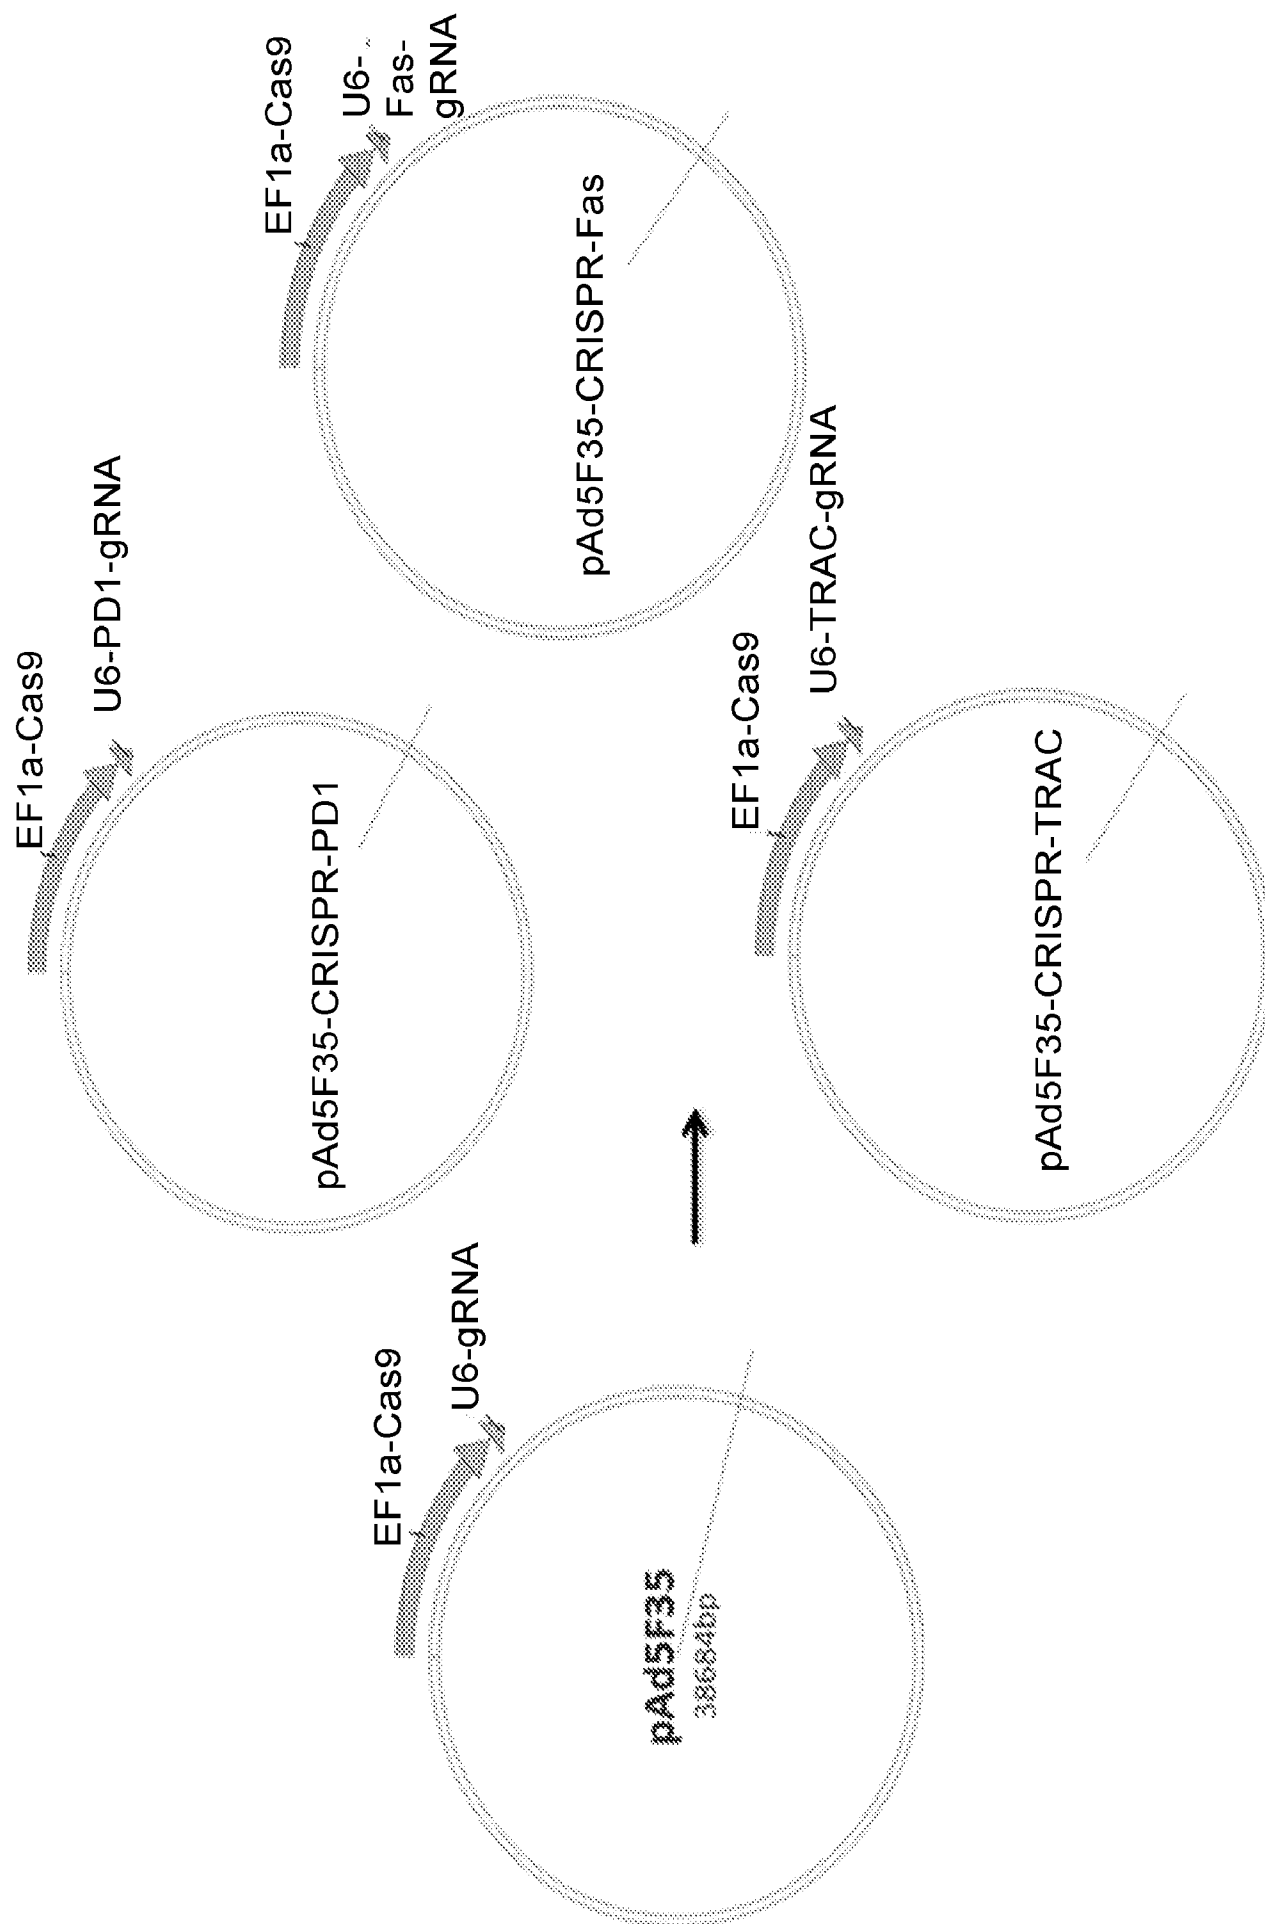 EF1a-Cas9
U6-gRNA
pAd5F35
38684bp
EF1a-Cas9
U6-PD1-gRNA
pAd5F35-CRISPR-PD1
EF1a-Cas9
U6-TRAC-gRNA
pAd5F35-CRISPR-TRAC
EF1a-Cas9
U6-
Fas-
gRNA
pAd5F35-CRISPR-Fas